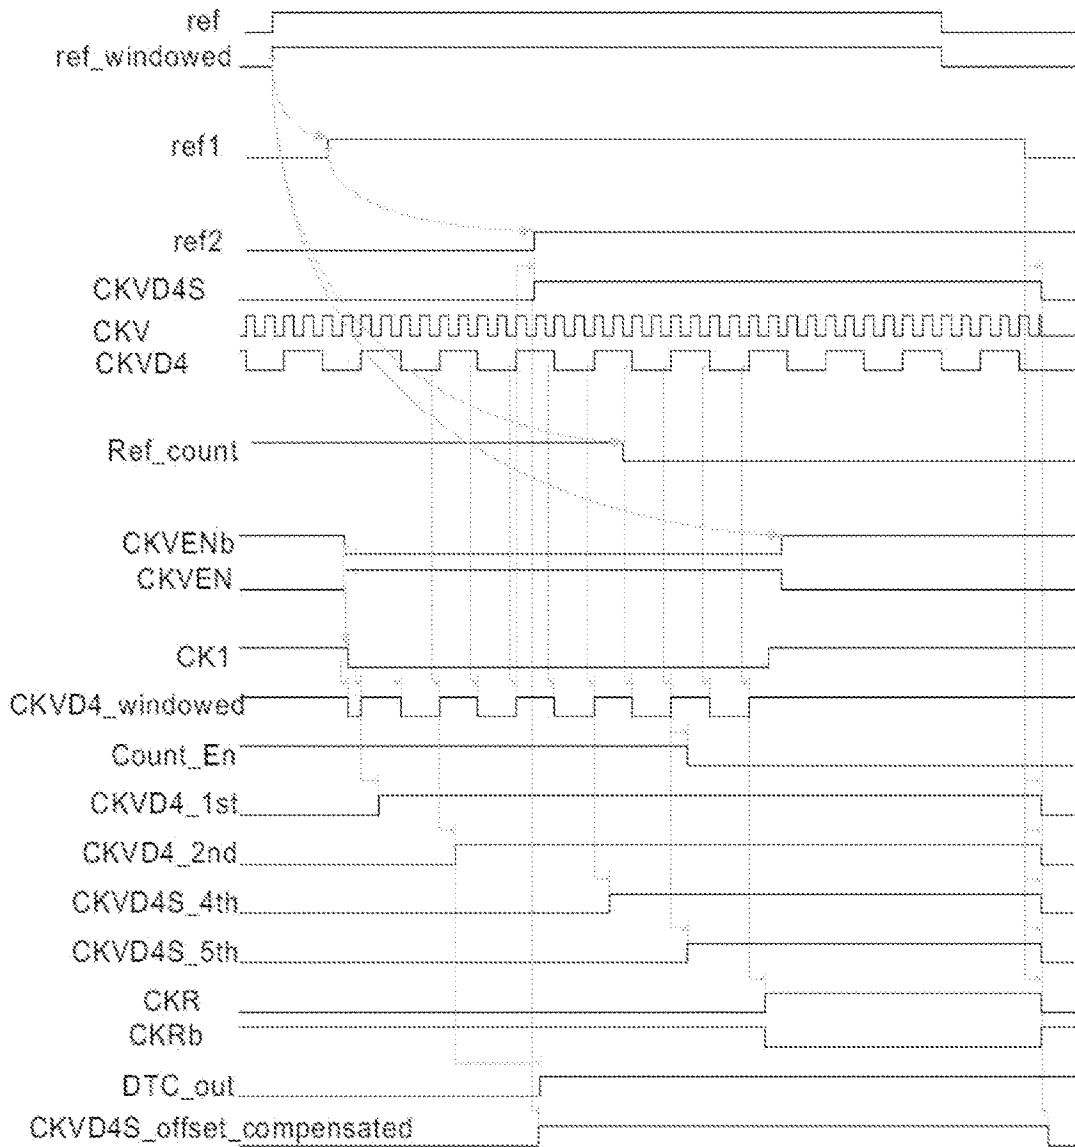 ref
ref_windowed
ref1
ref2
CKVD4S
CKV
CKVD4
Ref_count
CKVENb
CKVEN
CK1
CKVD4_windowed
Count_En
CKVD4_1st
CKVD4_2nd
CKVD4S_4th
CKVD4S_5th
CKR
CKRb
DTC_out
CKVD4S_offset_compensated